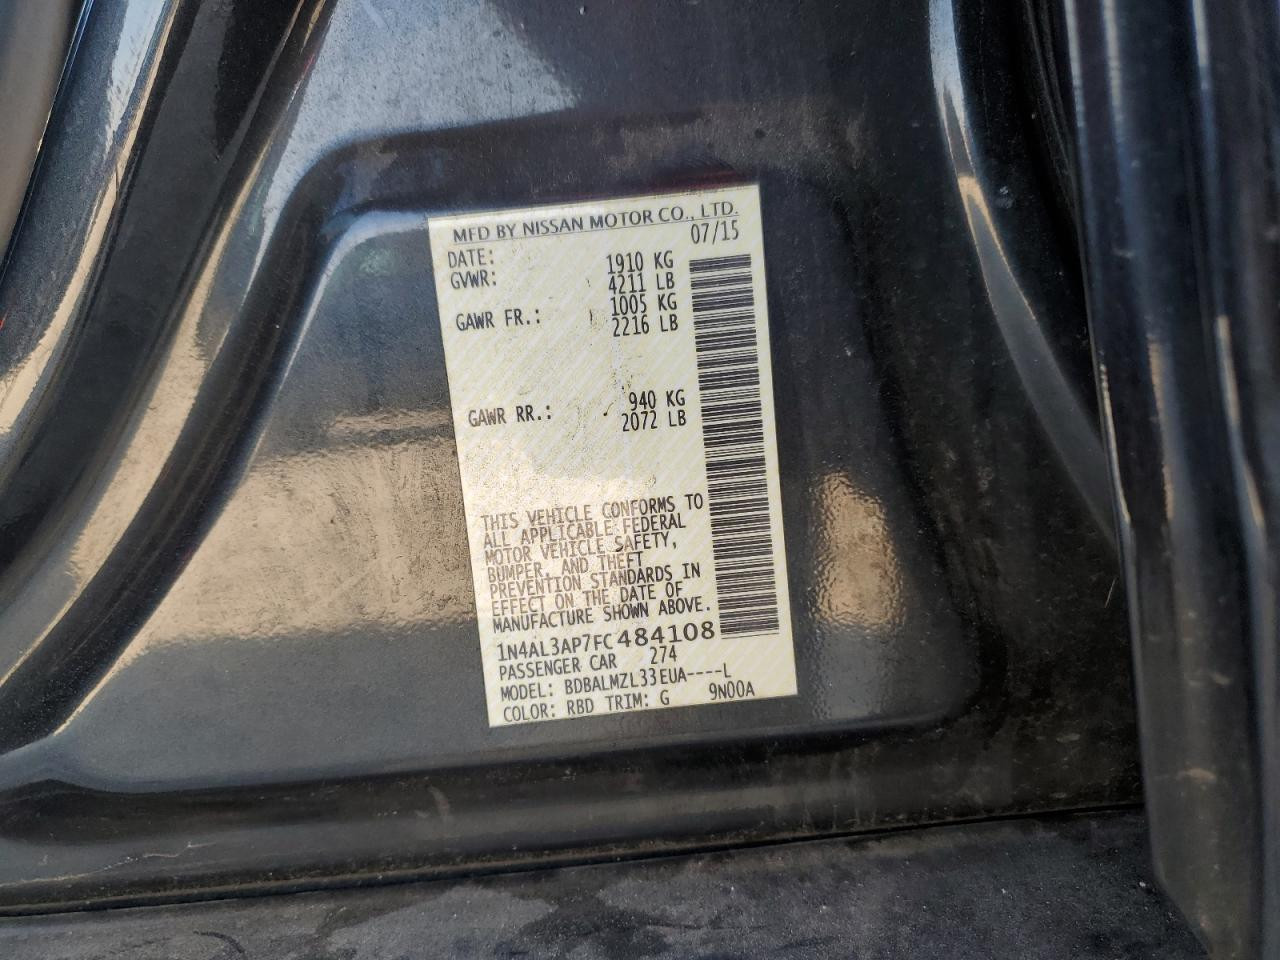 MFD BY NISSAN MOTOR CO., LTD.
DATE: 07/15
GVWR: 1910 KG
4211 LB
GAWR FR.: 1005 KG
2216 LB
GAWR RR.: 940 KG
2072 LB
THIS VEHICLE CONFORMS TO
ALL APPLICABLE FEDERAL
MOTOR VEHICLE SAFETY,
BUMPER, AND THEFT
PREVENTION STANDARDS IN
EFFECT ON THE DATE OF
MANUFACTURE SHOWN ABOVE.
1N4AL3AP7FC484108
PASSENGER CAR 274
MODEL: BDBALMZL33EUA----L
COLOR: RBD TRIM: G 9N00A